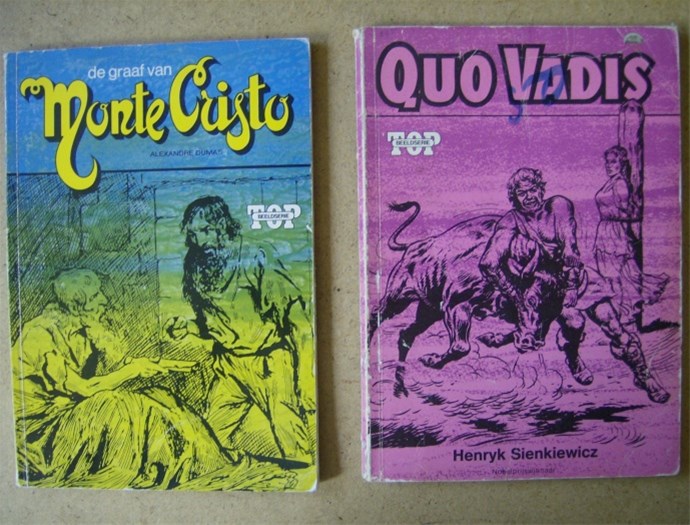 de graaf van
Monte Cristo
ALEXANDRE DUMAS
TOP
BEELDSERIE
QUO VADIS
TOP
BEELDSERIE
Henryk Sienkiewicz